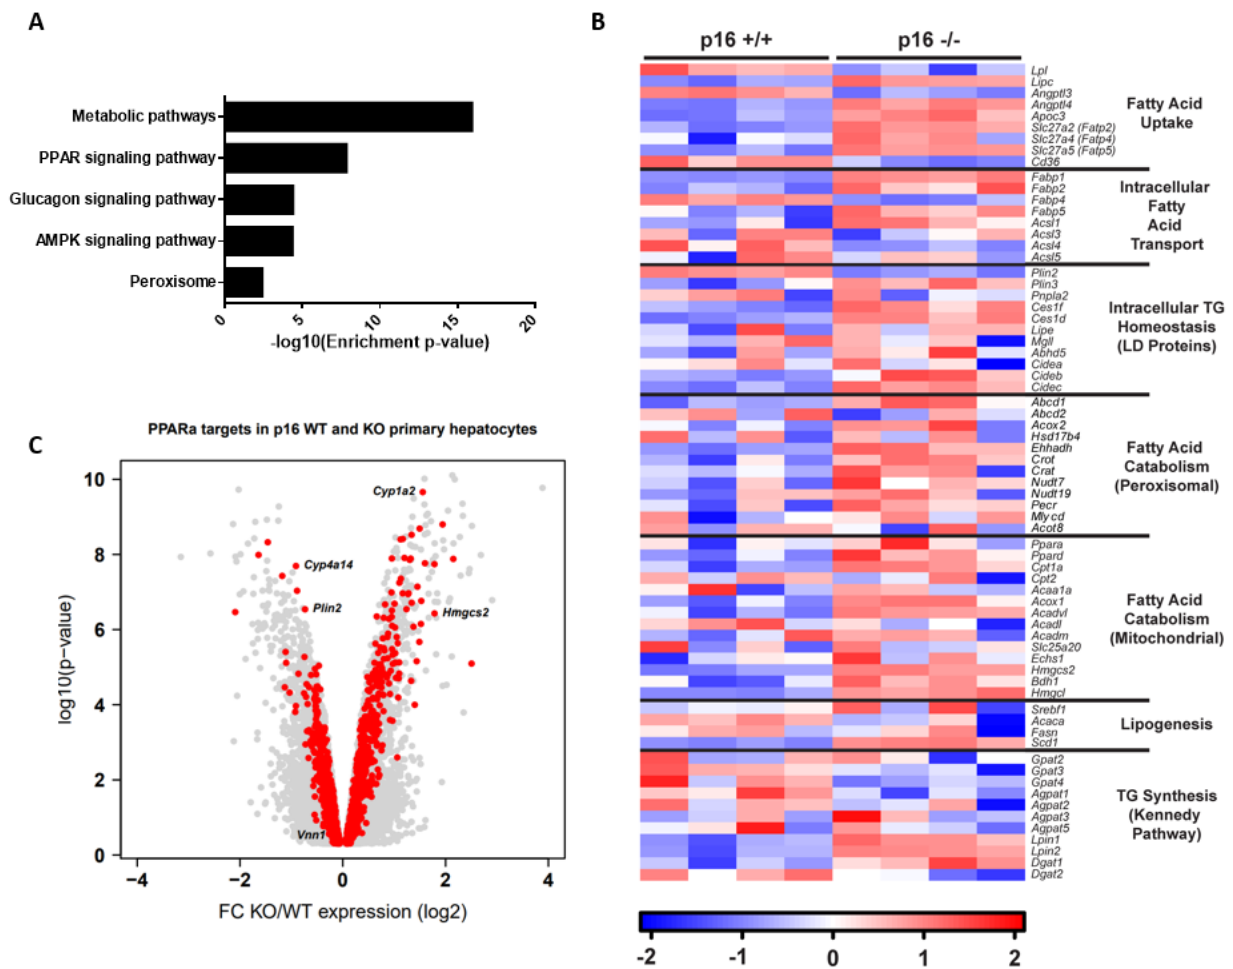 A
Metabolic pathways
PPAR signaling pathway
Glucagon signaling pathway
AMPK signaling pathway
Peroxisome
0 5 10 15 20
-log10(Enrichment p-value)
B
p16 +/+ p16 -/-
Lpl
Lipc
Angptl3
Angptl4
Apoc3
Slc27a2 (Fatp2)
Slc27a4 (Fatp4)
Slc27a5 (Fatp5)
Cd36
Fatty Acid
Uptake
Fabp1
Fabp2
Fabp4
Fabp5
Acsl1
Acsl3
Acsl4
Acsl5
Intracellular
Fatty
Acid
Transport
Plin2
Plin3
Pnpla2
Ces1f
Ces1d
Lipe
Mgll
Abhd5
Cidea
Cideb
Cidec
Intracellular TG
Homeostasis
(LD Proteins)
Abcd1
Abcd2
Acox2
Hsd17b4
Ehhadh
Crot
Crat
Nudt7
Nudt19
Pecr
Mlycd
Acot8
Fatty Acid
Catabolism
(Peroxisomal)
Ppara
Ppard
Cpt1a
Cpt2
Acaa1a
Acox1
Acadvl
Acadl
Acadm
Slc25a20
Echs1
Hmgcs2
Bdh1
Hmgcl
Fatty Acid
Catabolism
(Mitochondrial)
Srebf1
Acaca
Fasn
Scd1
Lipogenesis
Gpat2
Gpat3
Gpat4
Agpat1
Agpat2
Agpat3
Agpat5
Lpin1
Lpin2
Dgat1
Dgat2
TG Synthesis
(Kennedy
Pathway)
-2 -1 0 1 2
C
PPARa targets in p16 WT and KO primary hepatocytes
10
8
6
4
2
0
log10(p-value)
Cyp1a2
Cyp4a14
Plin2
Hmgcs2
Vnn1
−4 −2 0 2 4
FC KO/WT expression (log2)